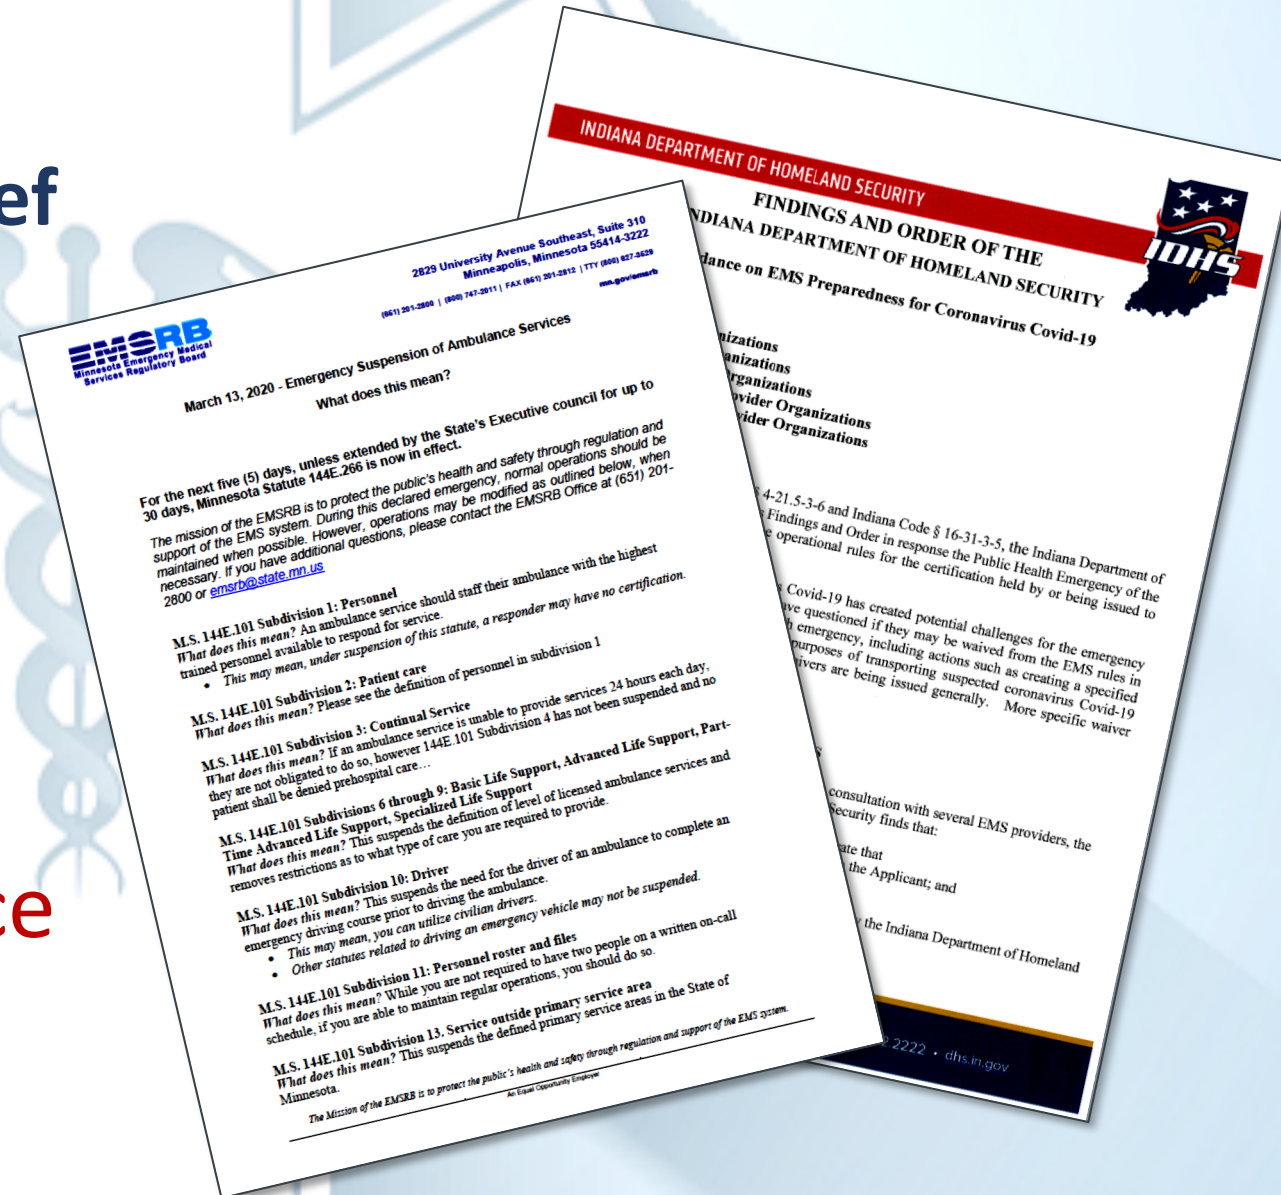 ef
ce
EMSRB
Minnesota Emergency Medical
Services Regulatory Board
2829 University Avenue Southeast, Suite 310
Minneapolis, Minnesota 55414-3222
(651) 201-2800 | (800) 747-2011 | FAX (651) 201-2812 | TTY (800) 627-3529
mn.gov/emsrb
March 13, 2020 - Emergency Suspension of Ambulance Services
What does this mean?
For the next five (5) days, unless extended by the State's Executive council for up to
30 days, Minnesota Statute 144E.266 is now in effect.
The mission of the EMSRB is to protect the public's health and safety through regulation and
support of the EMS system. During this declared emergency, normal operations should be
maintained when possible. However, operations may be modified as outlined below, when
necessary. If you have additional questions, please contact the EMSRB Office at (651) 201-
2800 or emsrb@state.mn.us
M.S. 144E.101 Subdivision 1: Personnel
What does this mean? An ambulance service should staff their ambulance with the highest
trained personnel available to respond for service.
• This may mean, under suspension of this statute, a responder may have no certification.
M.S. 144E.101 Subdivision 2: Patient care
What does this mean? Please see the definition of personnel in subdivision 1
M.S. 144E.101 Subdivision 3: Continual Service
What does this mean? If an ambulance service is unable to provide services 24 hours each day,
they are not obligated to do so, however 144E.101 Subdivision 4 has not been suspended and no
patient shall be denied prehospital care…
M.S. 144E.101 Subdivisions 6 through 9: Basic Life Support, Advanced Life Support, Part-
Time Advanced Life Support, Specialized Life Support
What does this mean? This suspends the definition of level of licensed ambulance services and
removes restrictions as to what type of care you are required to provide.
M.S. 144E.101 Subdivision 10: Driver
What does this mean? This suspends the need for the driver of an ambulance to complete an
emergency driving course prior to driving the ambulance.
• This may mean, you can utilize civilian drivers.
• Other statutes related to driving an emergency vehicle may not be suspended.
M.S. 144E.101 Subdivision 11: Personnel roster and files
What does this mean? While you are not required to have two people on a written on-call
schedule, if you are able to maintain regular operations, you should do so.
M.S. 144E.101 Subdivision 13. Service outside primary service area
What does this mean? This suspends the defined primary service areas in the State of
Minnesota.
The Mission of the EMSRB is to protect the public's health and safety through regulation and support of the EMS system.
An Equal Opportunity Employer
INDIANA DEPARTMENT OF HOMELAND SECURITY
IDHS
FINDINGS AND ORDER OF THE
NDIANA DEPARTMENT OF HOMELAND SECURITY
dance on EMS Preparedness for Coronavirus Covid-19
nizations
anizations
rganizations
ovider Organizations
vider Organizations
§ 4-21.5-3-6 and Indiana Code § 16-31-3-5, the Indiana Department of
s Findings and Order in response the Public Health Emergency of the
e operational rules for the certification held by or being issued to
s Covid-19 has created potential challenges for the emergency
ave questioned if they may be waived from the EMS rules in
h emergency, including actions such as creating a specified
purposes of transporting suspected coronavirus Covid-19
ivers are being issued generally. More specific waiver
S
consultation with several EMS providers, the
Security finds that:
ate that
the Applicant; and
the Indiana Department of Homeland
2.2222 • dhs.in.gov